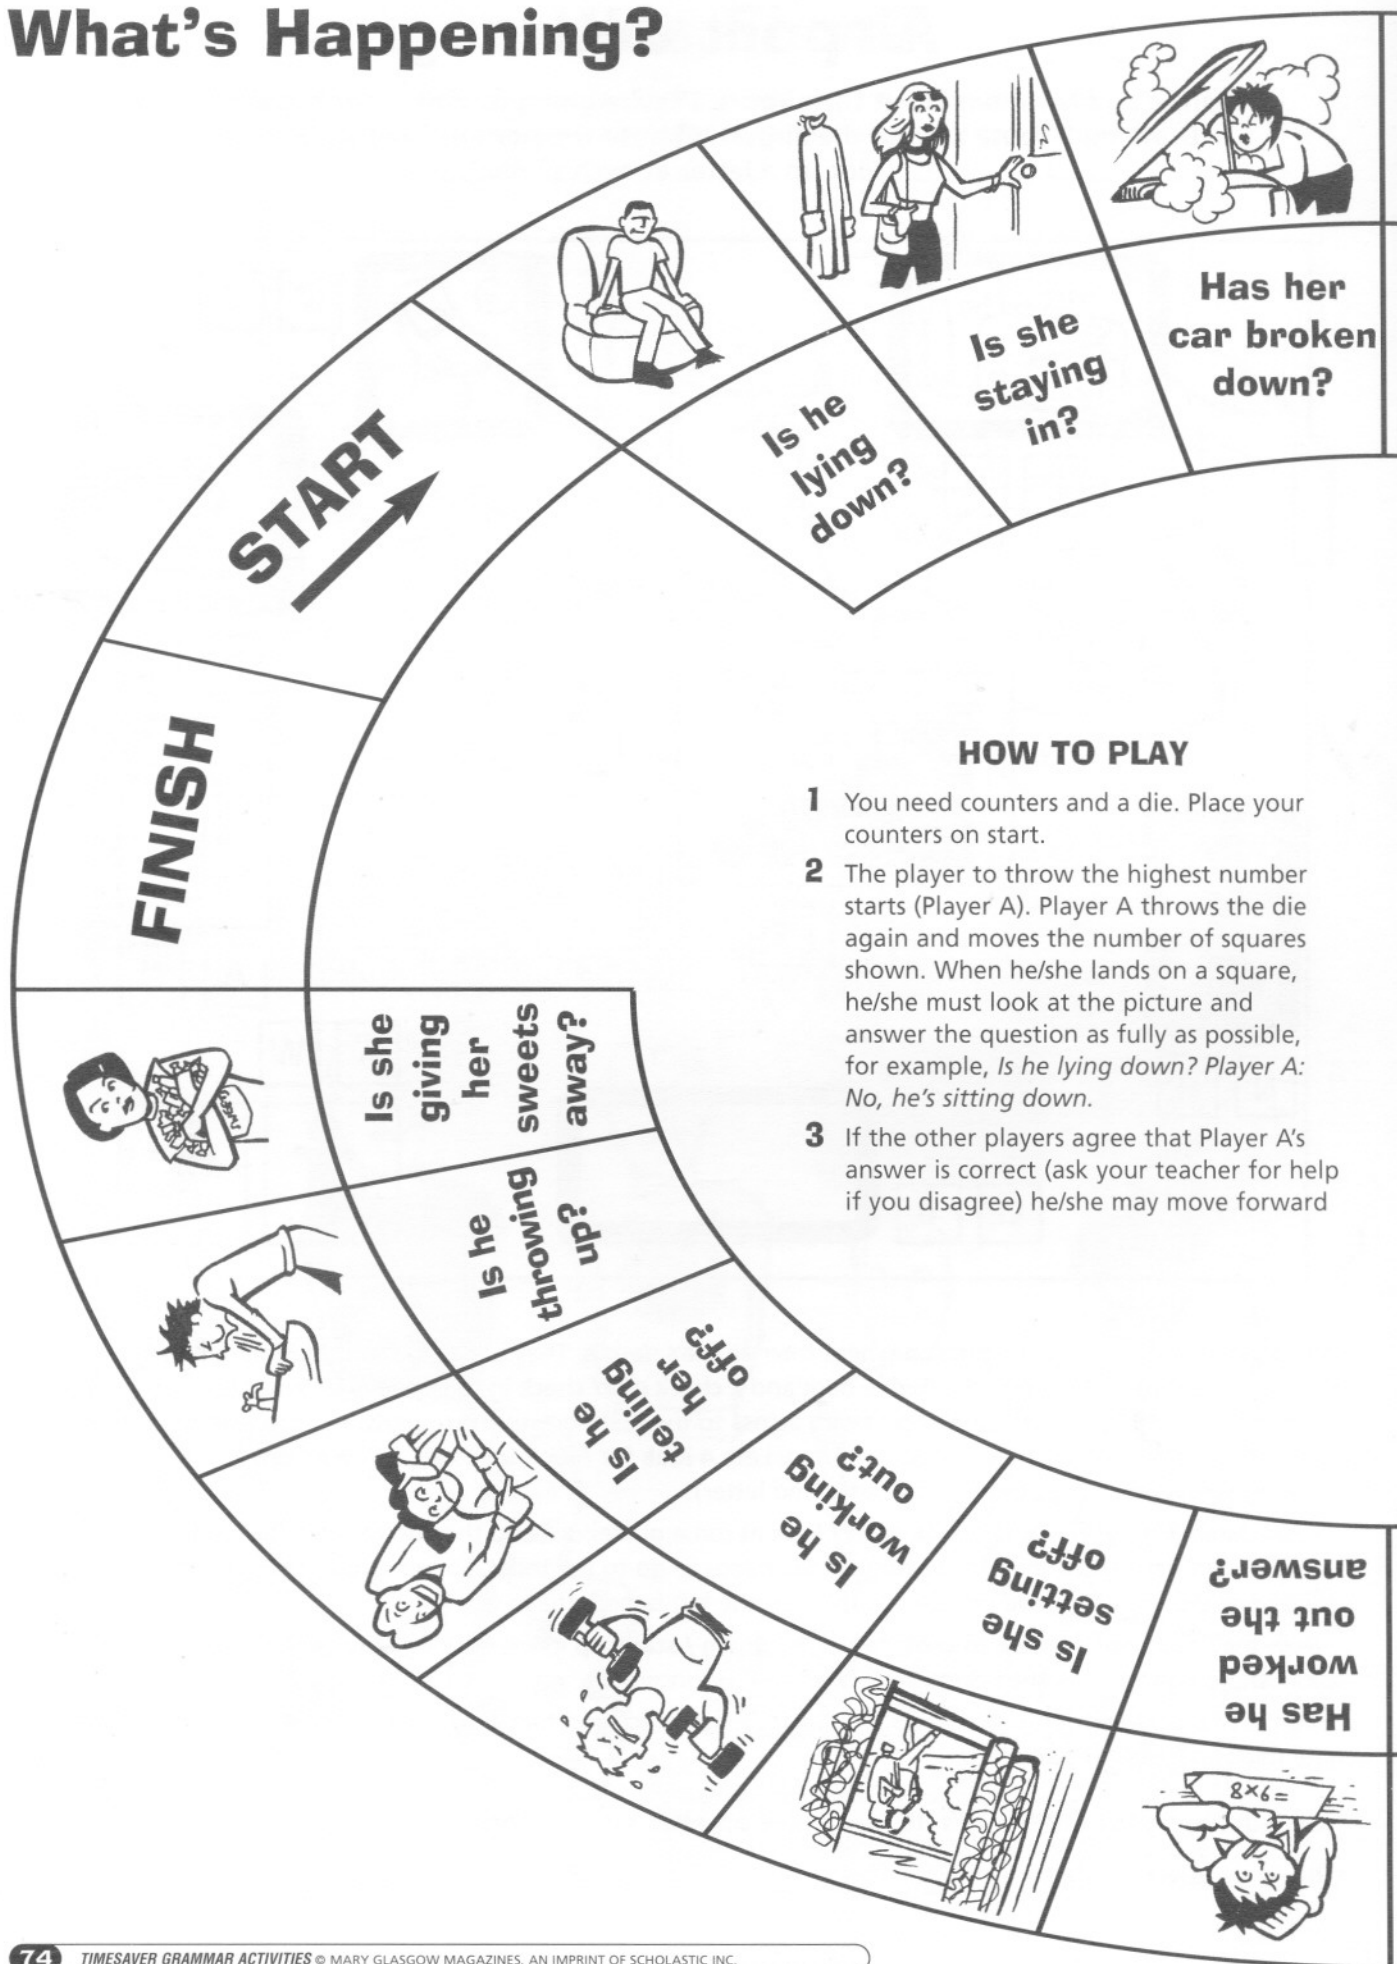 What's Happening?
START
Is he
lying
down?
Is she
staying
in?
Has her
car broken
down?
FINISH
HOW TO PLAY
1 You need counters and a die. Place your
counters on start.
2 The player to throw the highest number
starts (Player A). Player A throws the die
again and moves the number of squares
shown. When he/she lands on a square,
he/she must look at the picture and
answer the question as fully as possible,
for example, Is he lying down? Player A:
No, he's sitting down.
3 If the other players agree that Player A's
answer is correct (ask your teacher for help
if you disagree) he/she may move forward
Has he
worked
out the
answer?
8×6=
Is she
setting
off?
Is he
working
out?
Is he
telling
her
off?
Is he
throwing
up?
Is she
giving
her
sweets
away?
74 TIMESAVER GRAMMAR ACTIVITIES © MARY GLASGOW MAGAZINES, AN IMPRINT OF SCHOLASTIC INC.